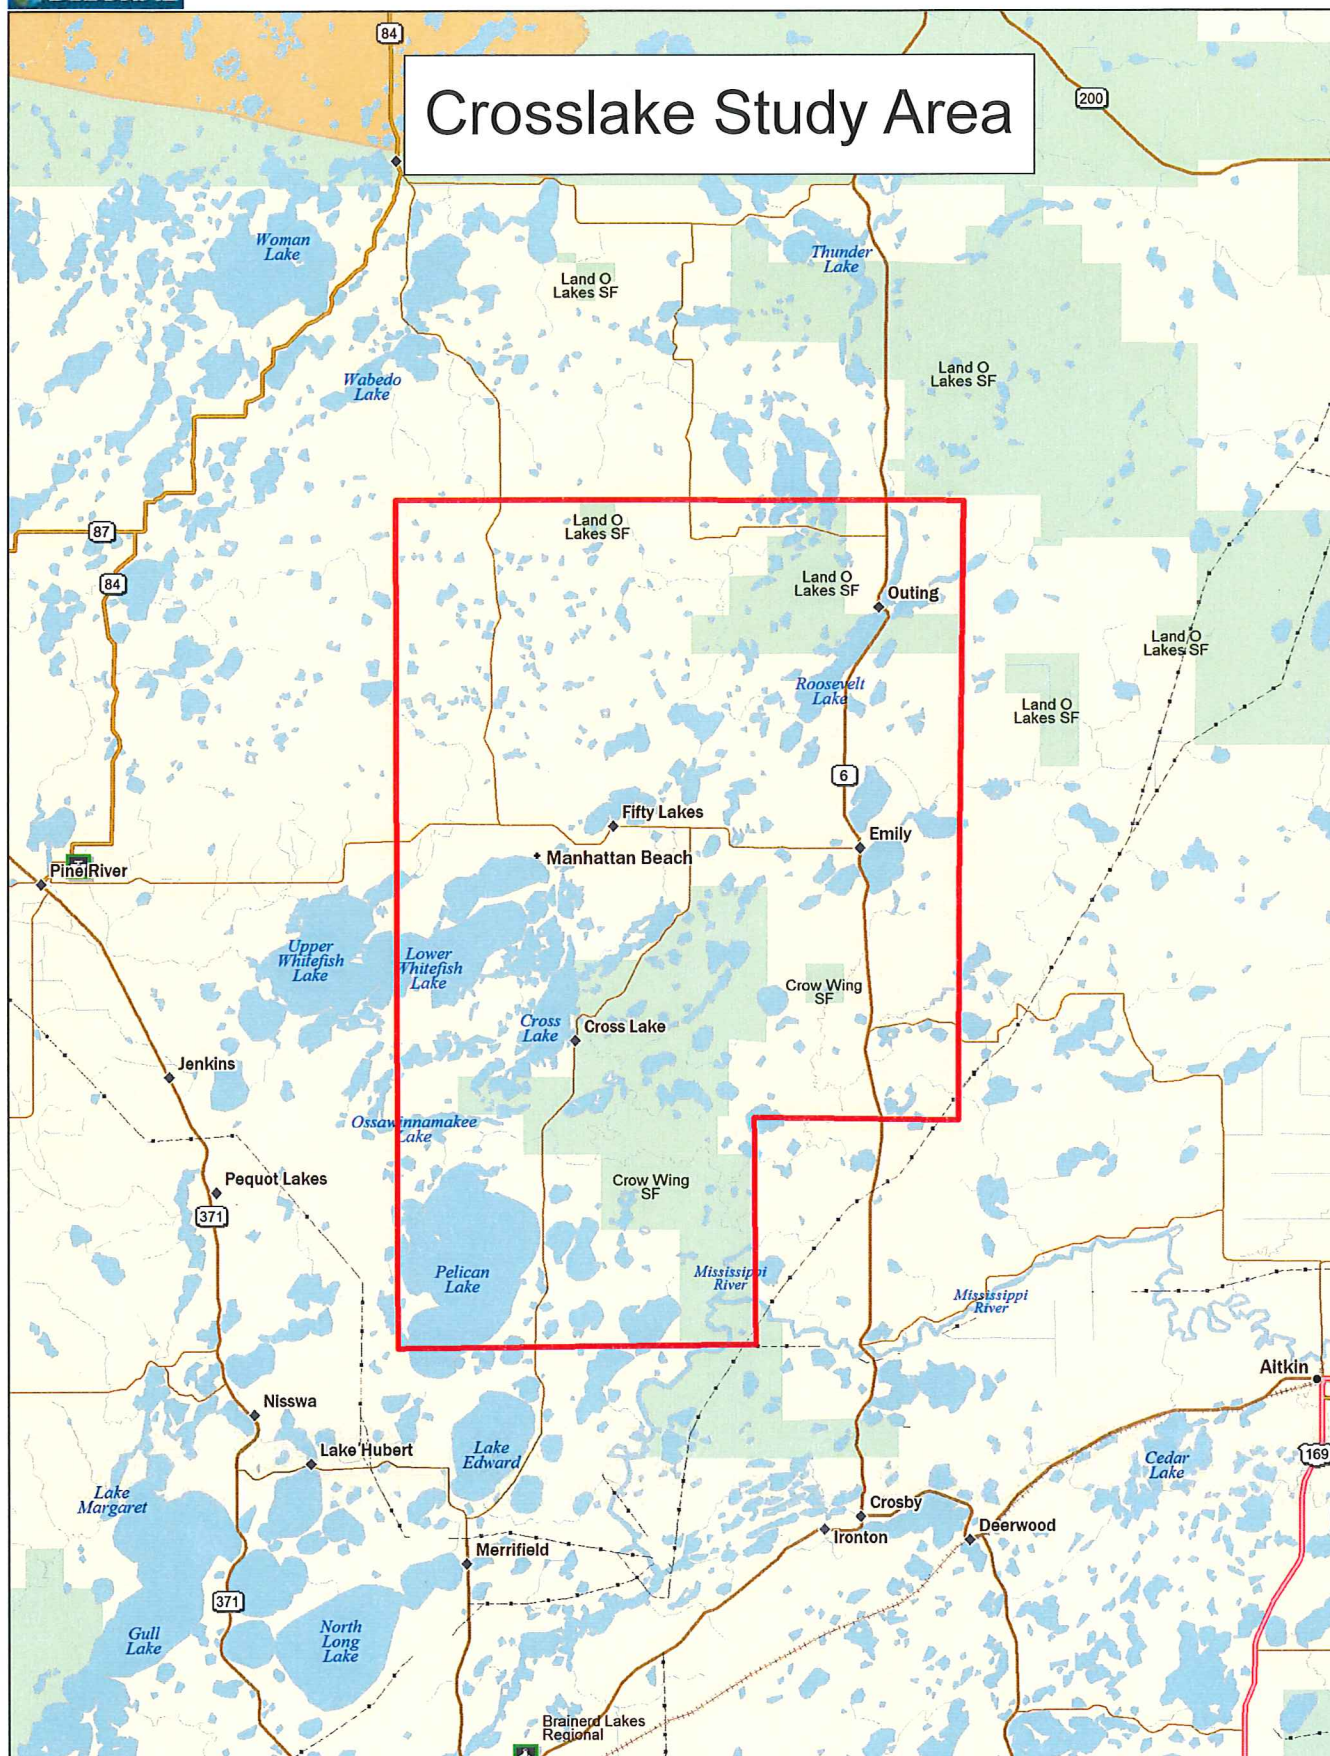 84
Crosslake Study Area
200
Woman
Lake
Thunder
Lake
Land O
Lakes SF
Wabedo
Lake
Land O
Lakes SF
87
84
Land O
Lakes SF
Land O
Lakes SF
Outing
Land O
Lakes SF
Roosevelt
Lake
Land O
Lakes SF
6
Fifty Lakes
Emily
Manhattan Beach
Pine River
Upper
Whitefish
Lake
Lower
Whitefish
Lake
Crow Wing
SF
Cross
Lake
Cross Lake
Jenkins
Ossawinnamakee
Lake
Pequot Lakes
Crow Wing
SF
371
Pelican
Lake
Mississippi
River
Mississippi
River
Aitkin
Nisswa
Lake Hubert
Lake
Edward
Cedar
Lake
169
Lake
Margaret
Crosby
Ironton
Deerwood
Merrifield
371
Gull
Lake
North
Long
Lake
Brainerd Lakes
Regional